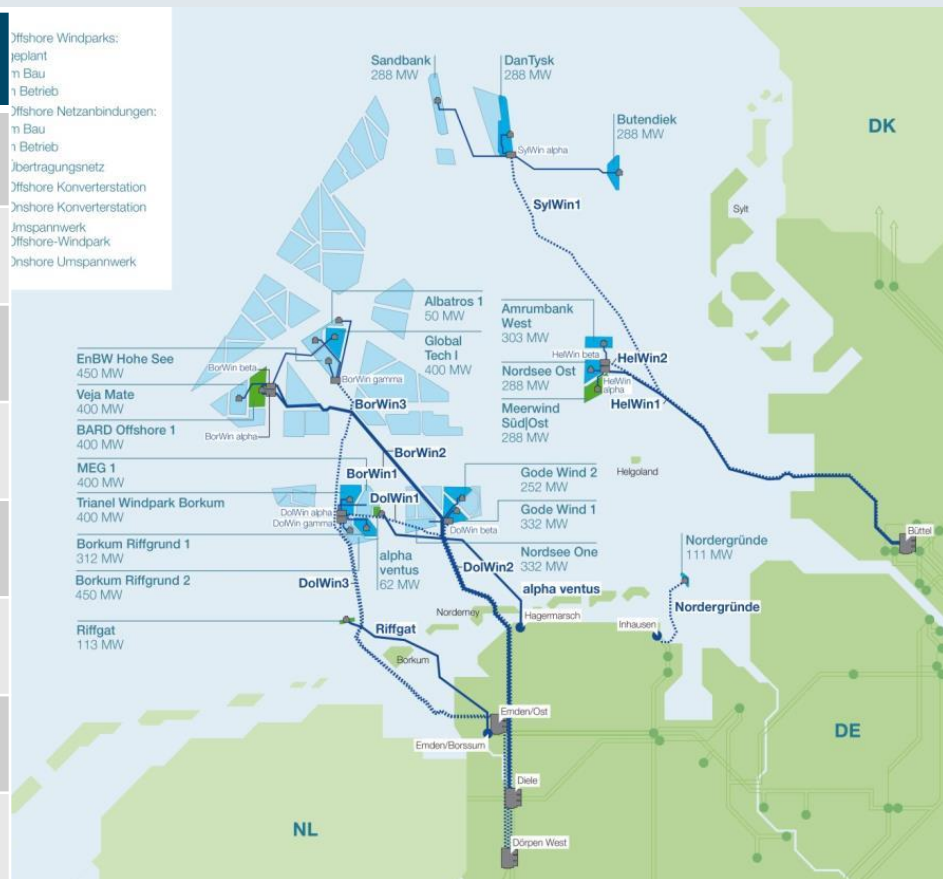 Offshore Windparks:
geplant
m Bau
n Betrieb
Offshore Netzanbindungen:
m Bau
n Betrieb
Übertragungsnetz
Offshore Konverterstation
Onshore Konverterstation
Umspannwerk
Offshore-Windpark
Onshore Umspannwerk
Sandbank
288 MW
DanTysk
288 MW
Butendiek
288 MW
DK
SylWin alpha
SylWin1
Sylt
Albatros 1
50 MW
Global
Tech I
400 MW
Amrumbank
West
303 MW
HelWin beta
HelWin2
EnBW Hohe See
450 MW
BorWin beta
BorWin gamma
Nordsee Ost
288 MW
HelWin
alpha
HelWin1
Veja Mate
400 MW
BorWin3
Meerwind
Süd|Ost
288 MW
BARD Offshore 1
400 MW
BorWin alpha
BorWin2
MEG 1
400 MW
BorWin1
Gode Wind 2
252 MW
Helgoland
DolWin1
Trianel Windpark Borkum
400 MW
DolWin alpha
DolWin gamma
DolWin beta
Gode Wind 1
332 MW
Büttel
Borkum Riffgrund 1
312 MW
alpha
ventus
62 MW
Nordsee One
332 MW
Nordergründe
111 MW
Borkum Riffgrund 2
450 MW
DolWin3
DolWin2
alpha ventus
Nordergründe
Norderney
Hagermarsch
Inhausen
Riffgat
113 MW
Riffgat
Borkum
Emden/Ost
Emden/Borssum
DE
Diele
NL
Dörpen West